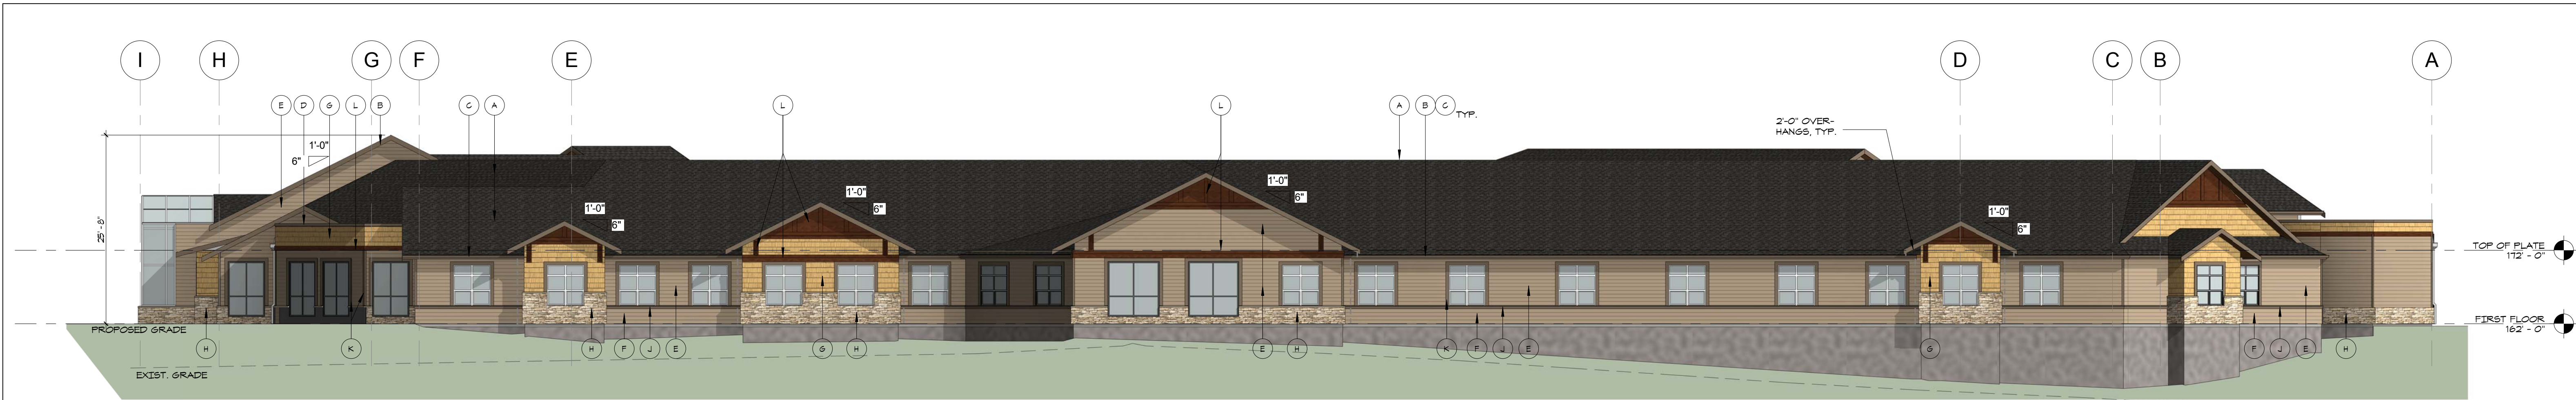 I H G F E D C B A
E D G L B C A L L A B C
TYP.
2'-0" OVER-
HANGS, TYP.
1'-0"
6"
25'-8"
1'-0"
6"
1'-0"
6"
1'-0"
6"
1'-0"
6"
TOP OF PLATE
172' - 0"
FIRST FLOOR
162' - 0"
PROPOSED GRADE
H K H F J E G H E H K F J E G F J E H
EXIST. GRADE